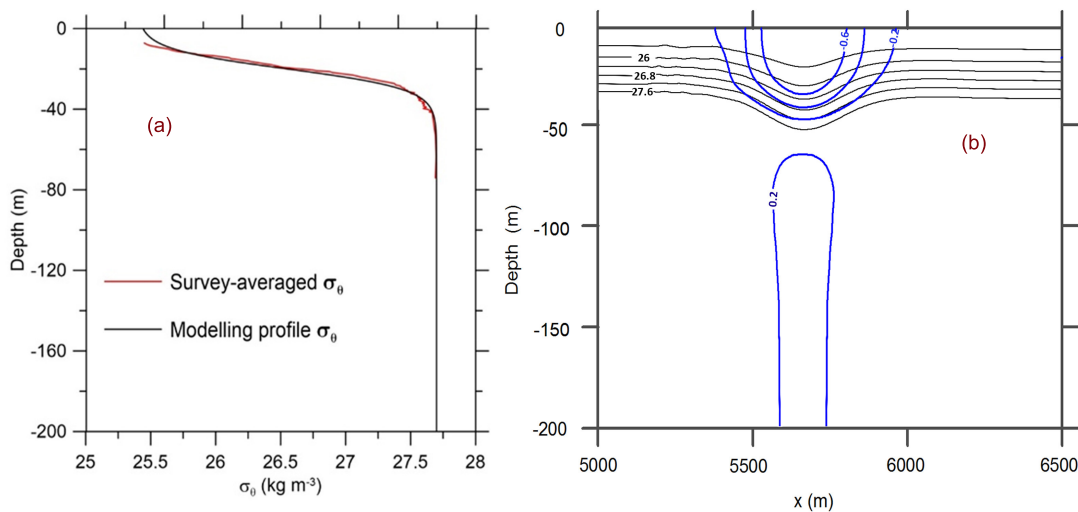 0
-40
-80
-120
-160
-200
Depth (m)
(a)
Survey-averaged σθ
Modelling profile σθ
25 25.5 26 26.5 27 27.5 28
σθ (kg m-3)
0
-50
-100
-150
-200
Depth (m)
26
26.8
27.6
-0.6
-0.2
0.2
(b)
5000 5500 6000 6500
x (m)